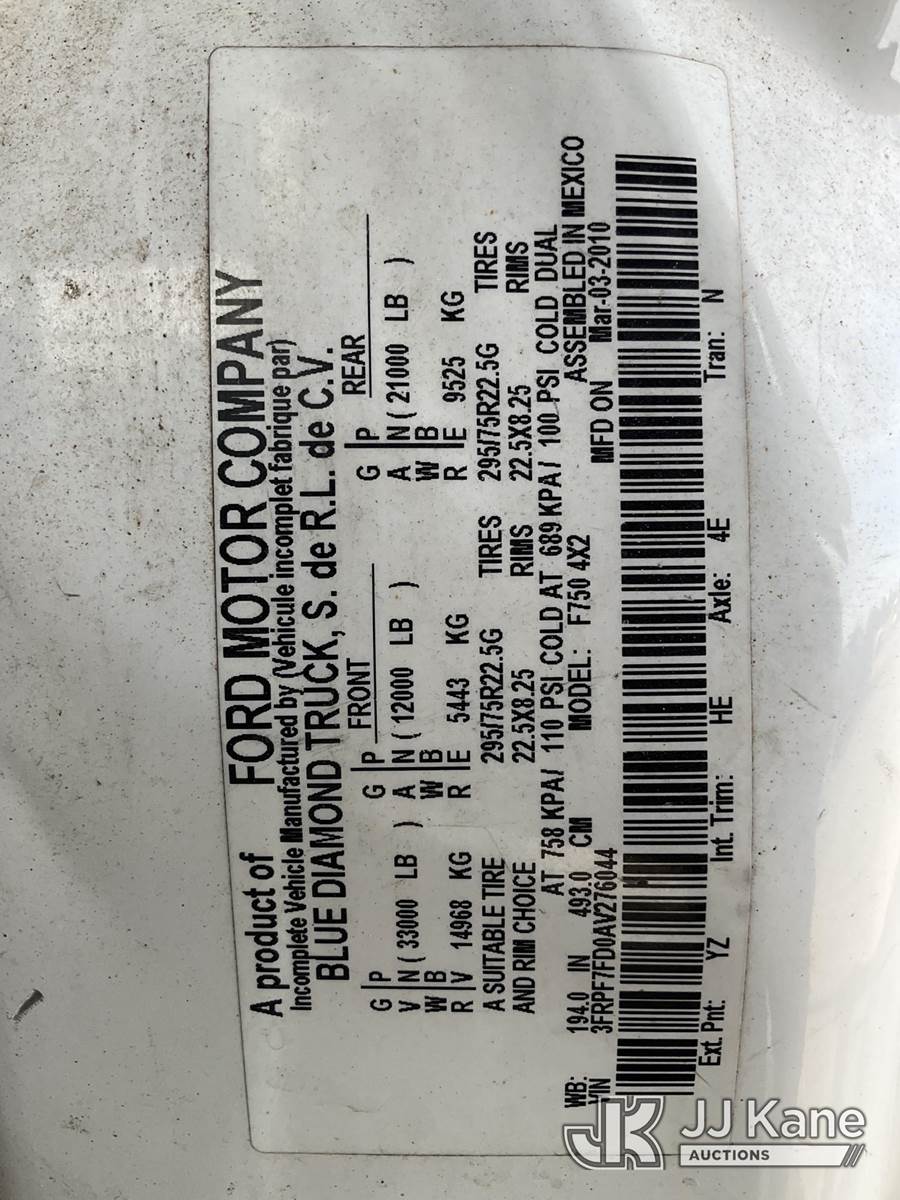 A product of FORD MOTOR COMPANY
Incomplete Vehicle Manufactured by (Vehicule incomplet fabrique par)
BLUE DIAMOND TRUCK, S. de R.L. de C.V.
FRONT REAR
G P G P G P
V N ( 33000 LB ) A N ( 12000 LB ) A N ( 21000 LB )
W B W B W B
R V 14968 KG R E 5443 KG R E 9525 KG
A SUITABLE TIRE 295/75R22.5G TIRES 295/75R22.5G TIRES
AND RIM CHOICE 22.5X8.25 RIMS 22.5X8.25 RIMS
AT 758 KPA/ 110 PSI COLD AT 689 KPA/ 100 PSI COLD DUAL
WB: 194.0 IN 493.0 CM MODEL: F750 4X2 ASSEMBLED IN MEXICO
VIN 3FRPF7FD0AV276044 MFD ON Mar-03-2010
Ext. Pnt: YZ Int. Trim: HE Axle: 4E Tran: N
JK JJ Kane
AUCTIONS